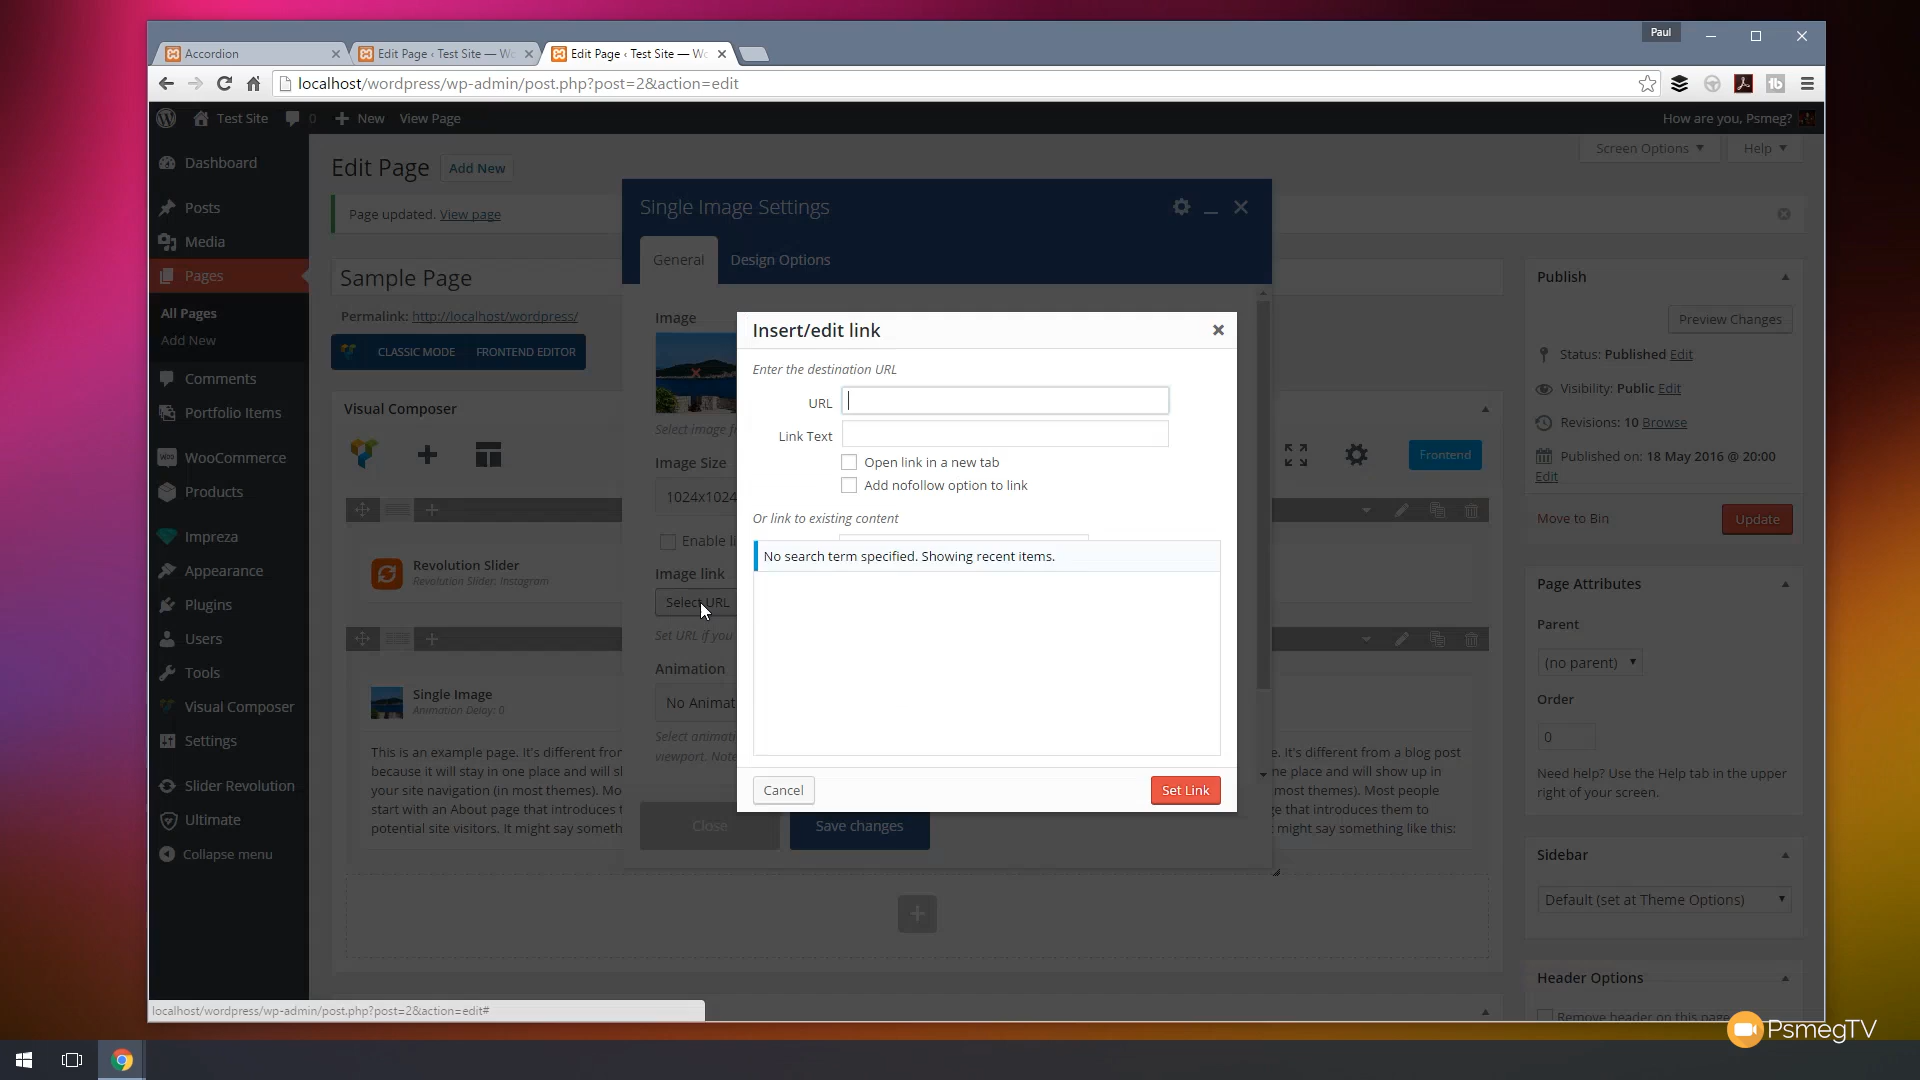 Paul
Accordion
Edit Page ‹ Test Site — Wo
Edit Page ‹ Test Site — Wo
localhost/wordpress/wp-admin/post.php?post=2&action=edit
Test Site 0 New View Page
How are you, Psmeg?
Dashboard
Posts
Media
Pages
All Pages
Add New
Comments
Portfolio Items
WooCommerce
Products
Impreza
Appearance
Plugins
Users
Tools
Visual Composer
Settings
Slider Revolution
Ultimate
Collapse menu
Screen Options
Help
Edit Page Add New
Page updated. View page
Sample Page
Permalink: http://localhost/wordpress/
CLASSIC MODE FRONTEND EDITOR
Visual Composer
Frontend
Revolution Slider
Revolution Slider: Instagram
Single Image
Animation Delay: 0
This is an example page. It's different fro
because it will stay in one place and will s
your site navigation (in most themes). Mos
start with an About page that introduces t
potential site visitors. It might say someth
. It's different from a blog post
ne place and will show up in
most themes). Most people
ge that introduces them to
might say something like this:
Single Image Settings
General Design Options
Image
Select image fr
Image Size
1024x1024
Enable li
Image link
Select URL
Set URL if you
Animation
No Animat
Select animati
viewport. Note
Close Save changes
Insert/edit link
Enter the destination URL
URL
Link Text
Open link in a new tab
Add nofollow option to link
Or link to existing content
No search term specified. Showing recent items.
Cancel Set Link
Publish
Preview Changes
Status: Published Edit
Visibility: Public Edit
Revisions: 10 Browse
Published on: 18 May 2016 @ 20:00
Edit
Move to Bin Update
Page Attributes
Parent
(no parent)
Order
0
Need help? Use the Help tab in the upper
right of your screen.
Sidebar
Default (set at Theme Options)
Header Options
Remove header on this page
localhost/wordpress/wp-admin/post.php?post=2&action=edit#
PsmegTV